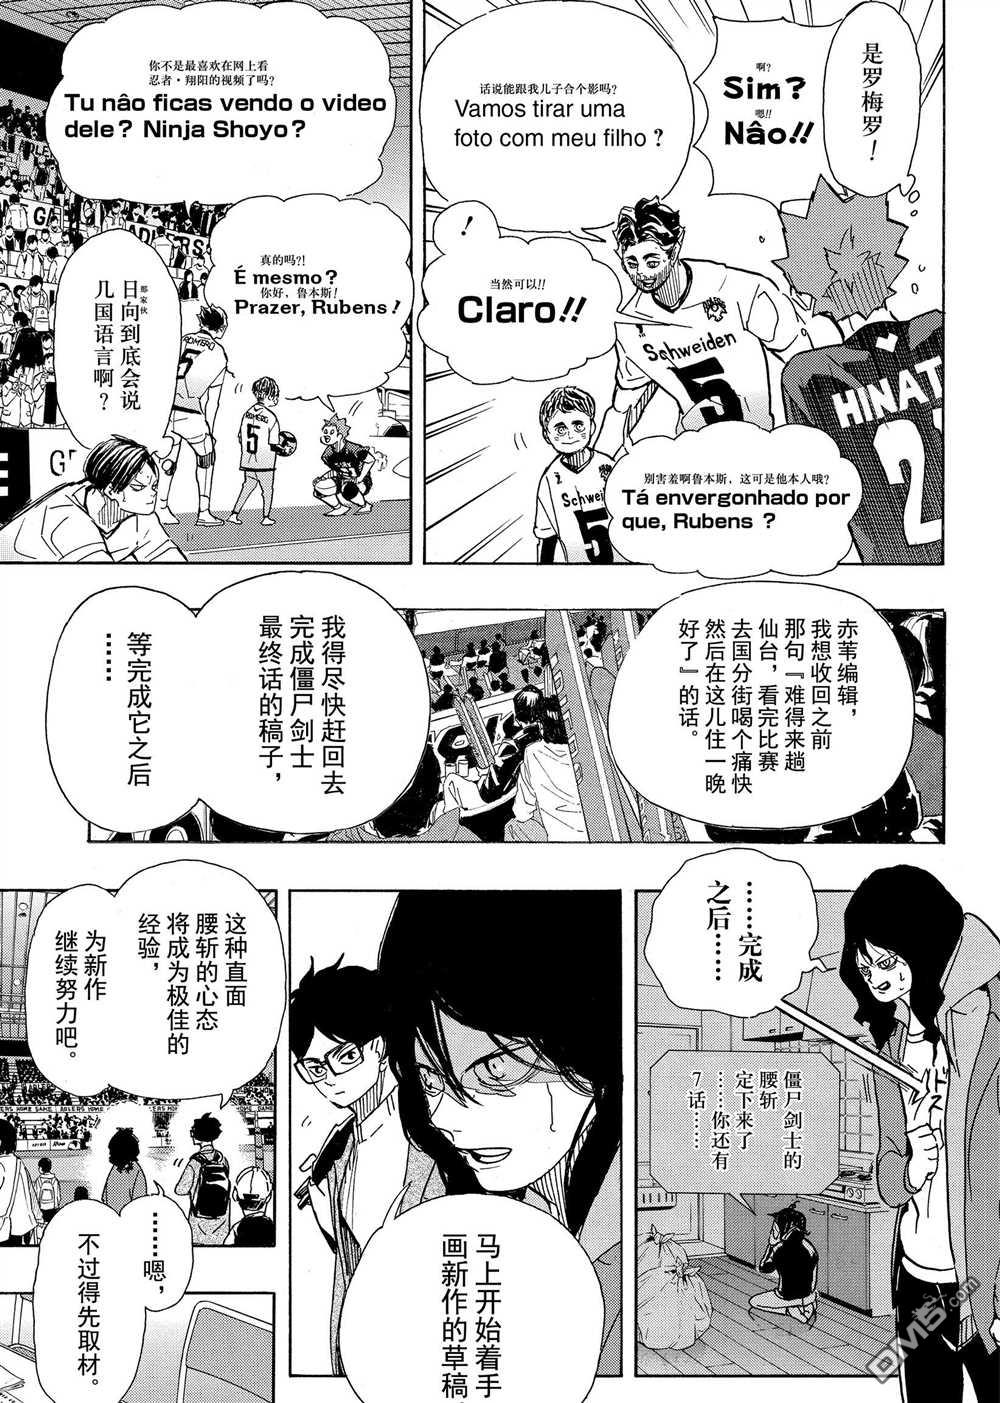 是罗梅罗！
啊？
Sim？
嗯!!
Nâo!!
话说能跟我儿子合个影吗？
Vamos tirar uma
foto com meu filho？
！
当然可以!!
Claro!!
Schweiden
5
HINAT
2
Schweiden
5
别害羞啊鲁本斯，这可是他本人哦？
Tá envergonhado por
que, Rubens ？
你不是最喜欢在网上看
忍者·翔阳的视频了吗？
Tu nâo ficas vendo o video
dele？ Ninja Shoyo？
真的吗?!
É mesmo？
你好，鲁本斯！
Prazer, Rubens！
ADLERS
ROMERO
5
ROMERO
5
那家伙
日向到底会说
几国语言啊？
赤苇编辑，
我想收回之前
那句『难得来趟
仙台，看完比赛
去国分街喝个痛快
然后在这儿住一晚
好了』的话。
我得尽快赶回去
完成僵尸剑士
最终话的稿子，
等完成它之后
……
……完成
之后……
僵尸剑士的
腰斩
定下来了
……你还有
7话……
马上开始着手
画新作的草稿
这种直面
腰斩的心态
将成为极佳的
经验，
为新作
继续努力吧。
ADLERS HOME GAME
……嗯，
不过得先取材。